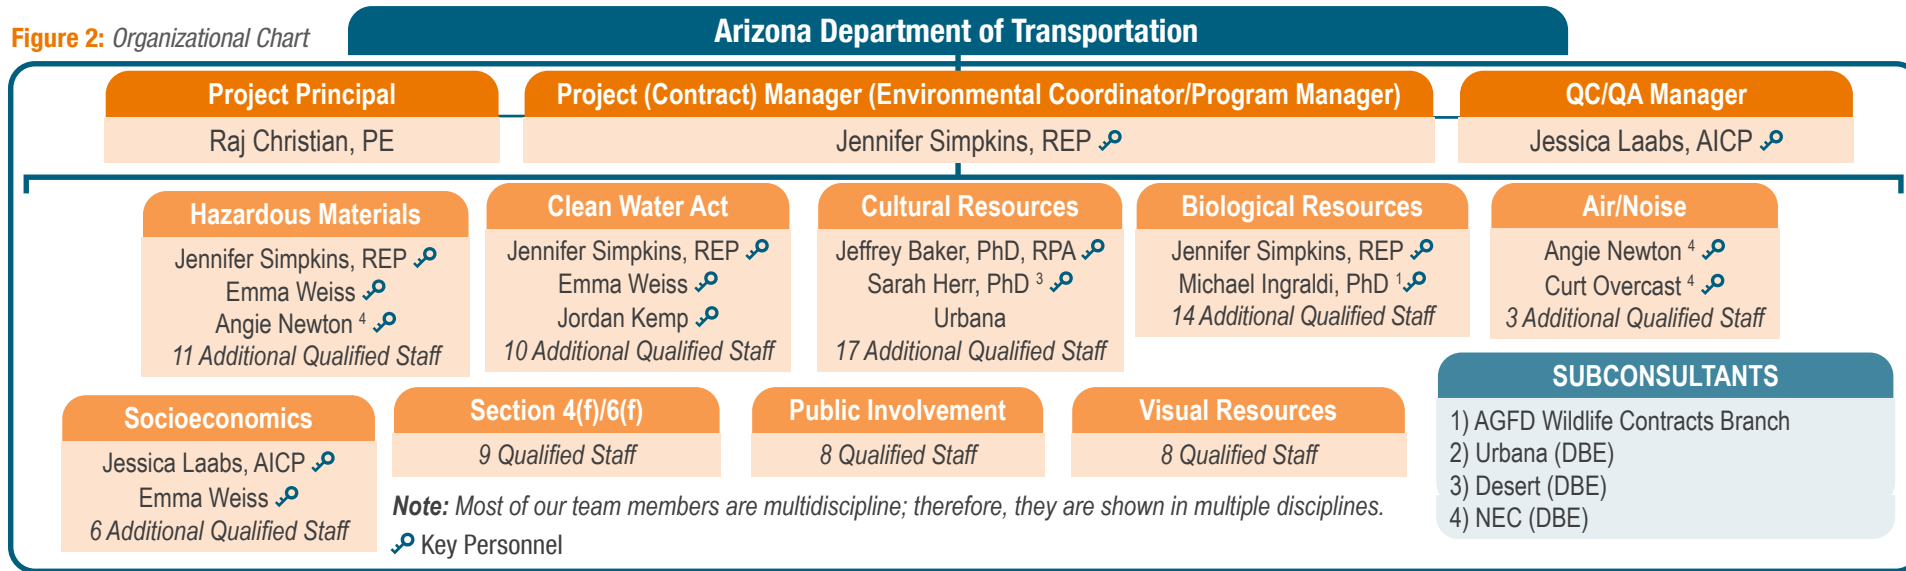 Figure 2: Organizational Chart
Arizona Department of Transportation
Project Principal
Raj Christian, PE
Project (Contract) Manager (Environmental Coordinator/Program Manager)
Jennifer Simpkins, REP
QC/QA Manager
Jessica Laabs, AICP
Hazardous Materials
Jennifer Simpkins, REP
Emma Weiss
Angie Newton 4
11 Additional Qualified Staff
Clean Water Act
Jennifer Simpkins, REP
Emma Weiss
Jordan Kemp
10 Additional Qualified Staff
Cultural Resources
Jeffrey Baker, PhD, RPA
Sarah Herr, PhD 3
Urbana
17 Additional Qualified Staff
Biological Resources
Jennifer Simpkins, REP
Michael Ingraldi, PhD 1
14 Additional Qualified Staff
Air/Noise
Angie Newton 4
Curt Overcast 4
3 Additional Qualified Staff
Socioeconomics
Jessica Laabs, AICP
Emma Weiss
6 Additional Qualified Staff
Section 4(f)/6(f)
9 Qualified Staff
Public Involvement
8 Qualified Staff
Visual Resources
8 Qualified Staff
SUBCONSULTANTS
1) AGFD Wildlife Contracts Branch
2) Urbana (DBE)
3) Desert (DBE)
4) NEC (DBE)
Note: Most of our team members are multidiscipline; therefore, they are shown in multiple disciplines.
Key Personnel